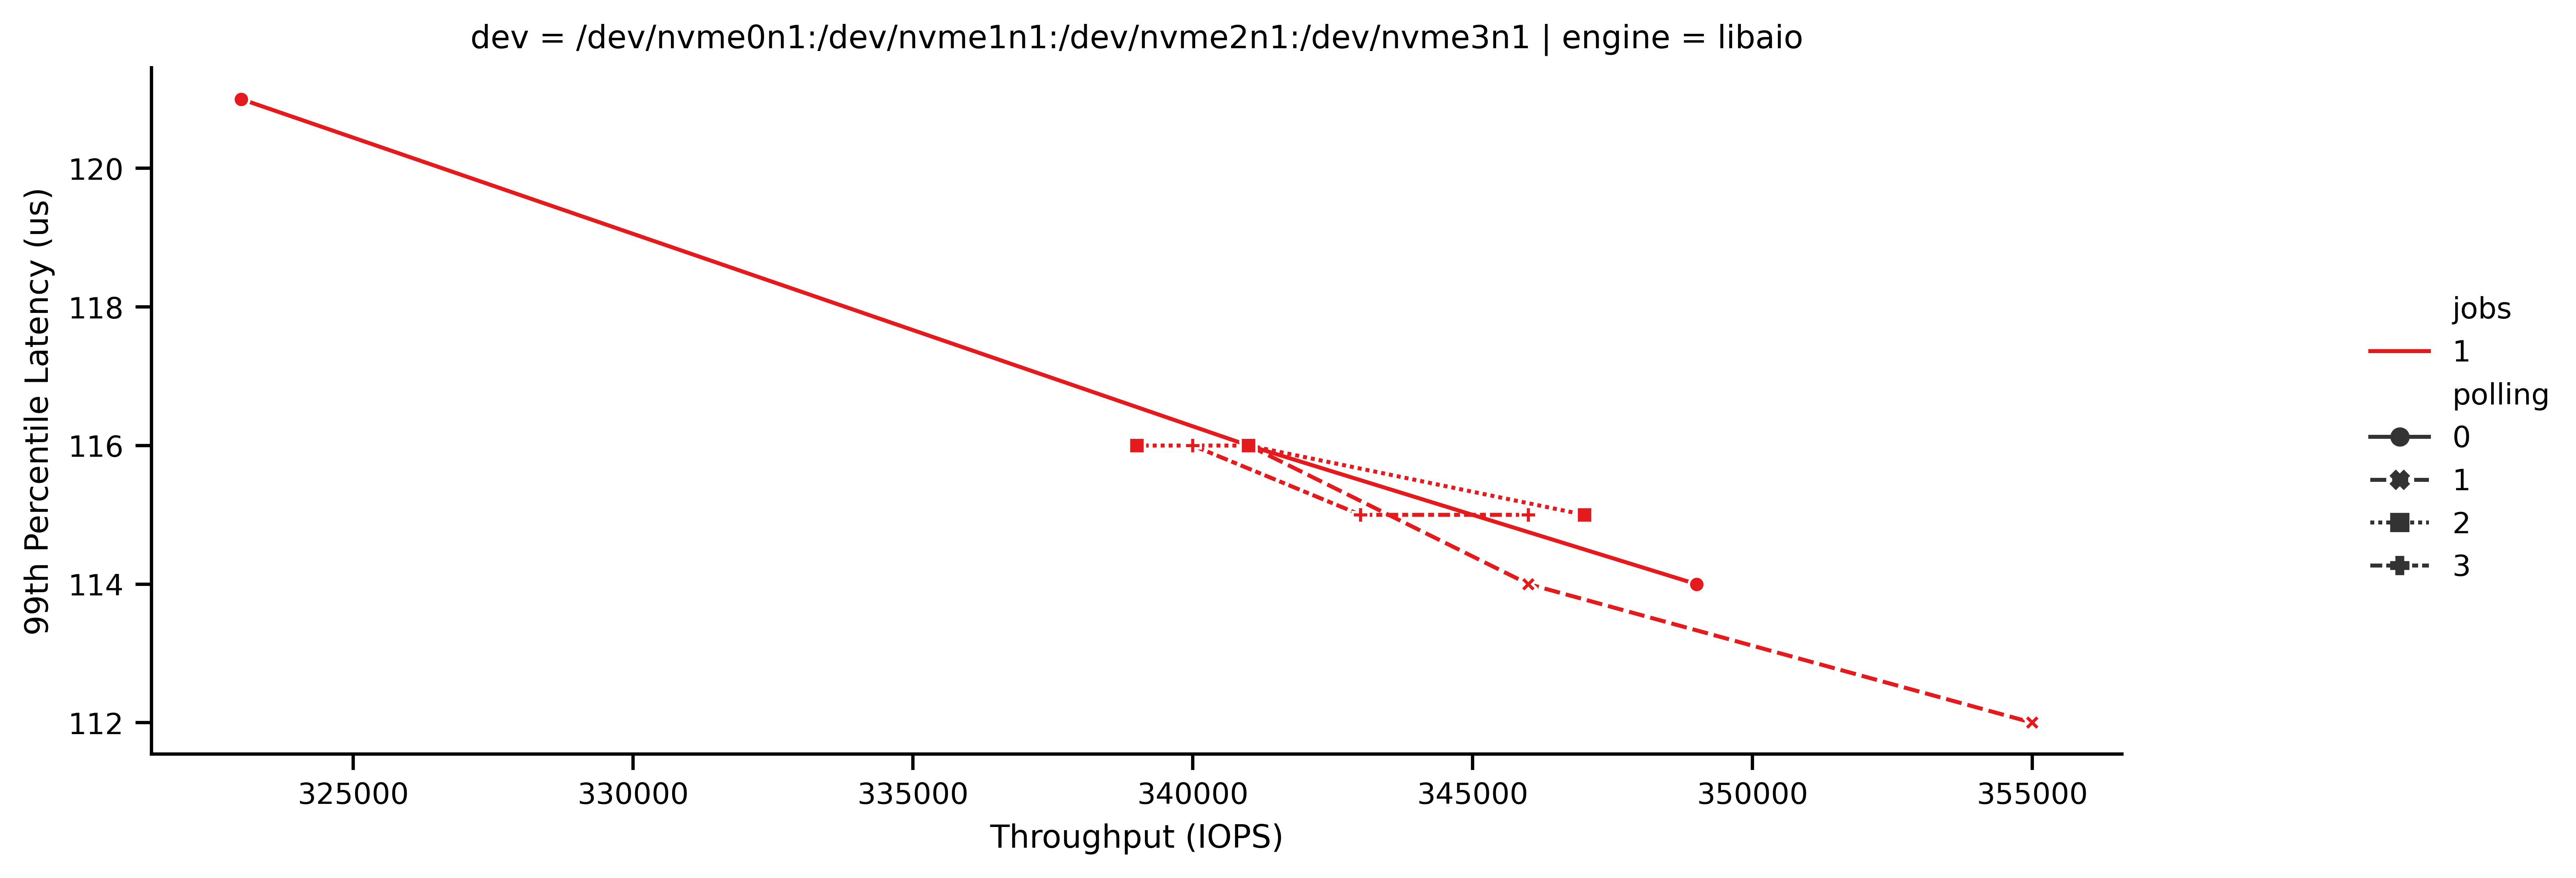 dev = /dev/nvme0n1:/dev/nvme1n1:/dev/nvme2n1:/dev/nvme3n1 | engine = libaio
99th Percentile Latency (us)
120
118
116
114
112
325000 330000 335000 340000 345000 350000 355000
Throughput (IOPS)
jobs
1
polling
0
1
2
3